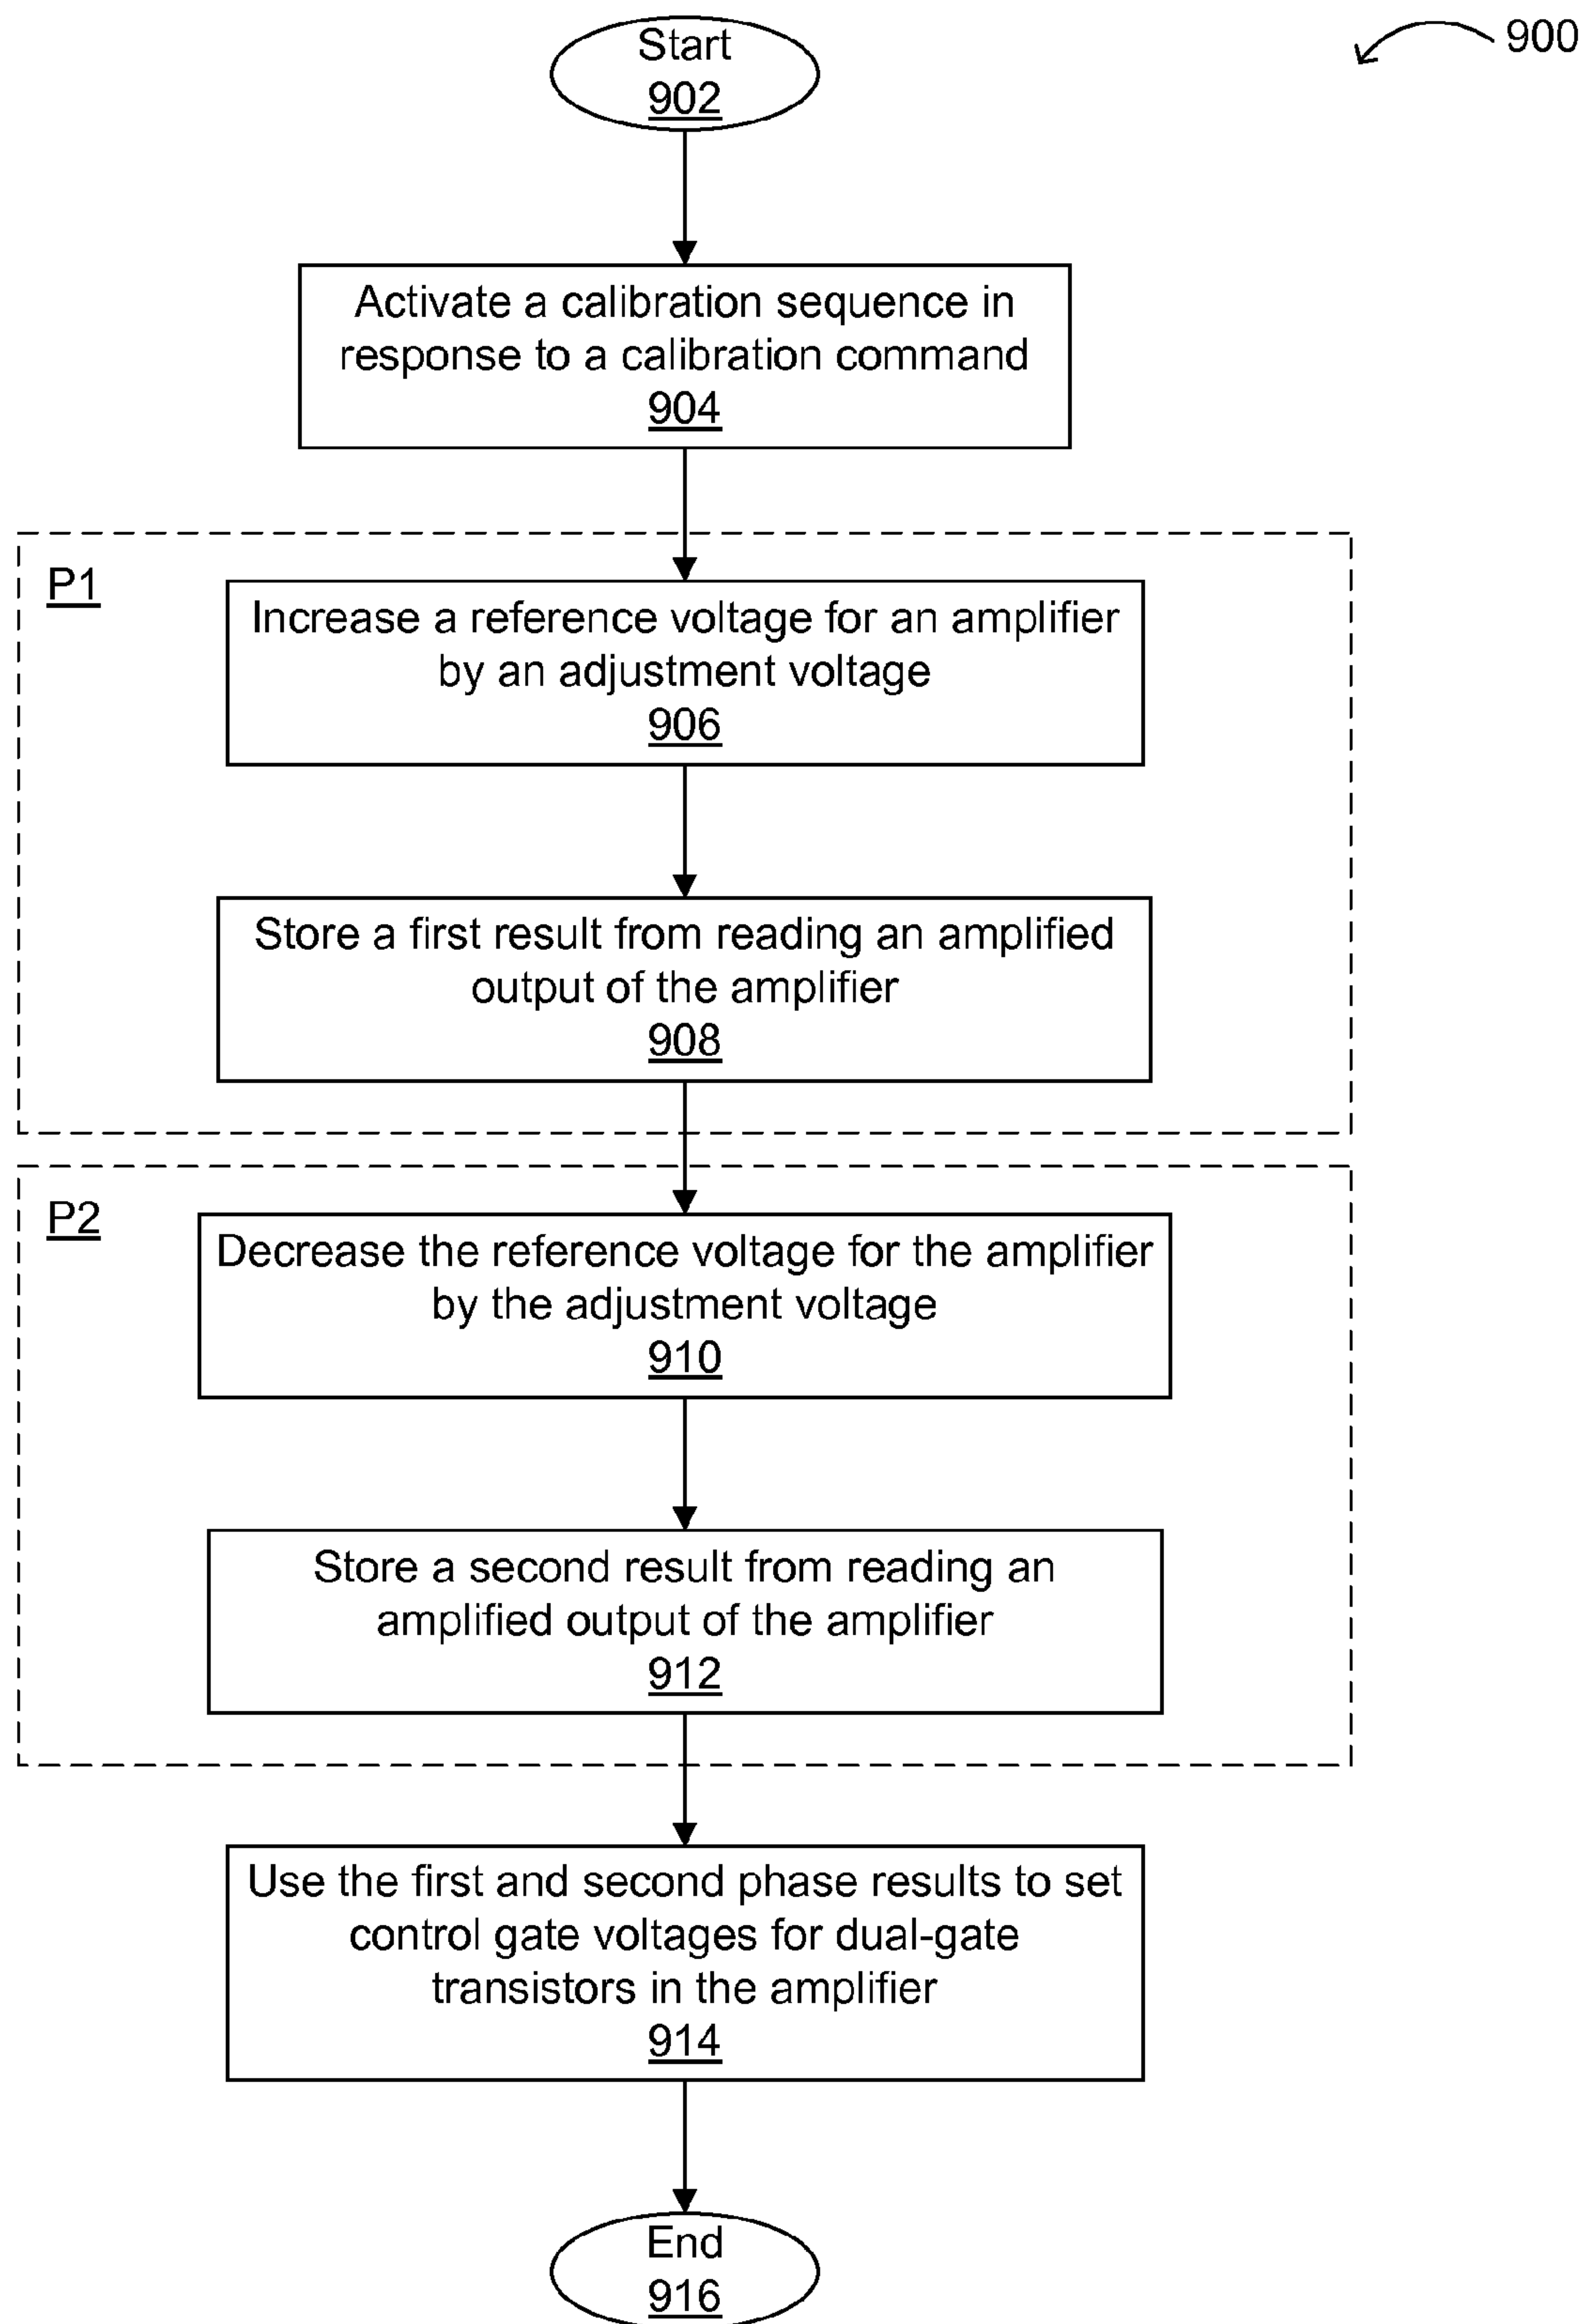 Start
902
900
Activate a calibration sequence in
response to a calibration command
904
P1
Increase a reference voltage for an amplifier
by an adjustment voltage
906
Store a first result from reading an amplified
output of the amplifier
908
P2
Decrease the reference voltage for the amplifier
by the adjustment voltage
910
Store a second result from reading an
amplified output of the amplifier
912
Use the first and second phase results to set
control gate voltages for dual-gate
transistors in the amplifier
914
End
916